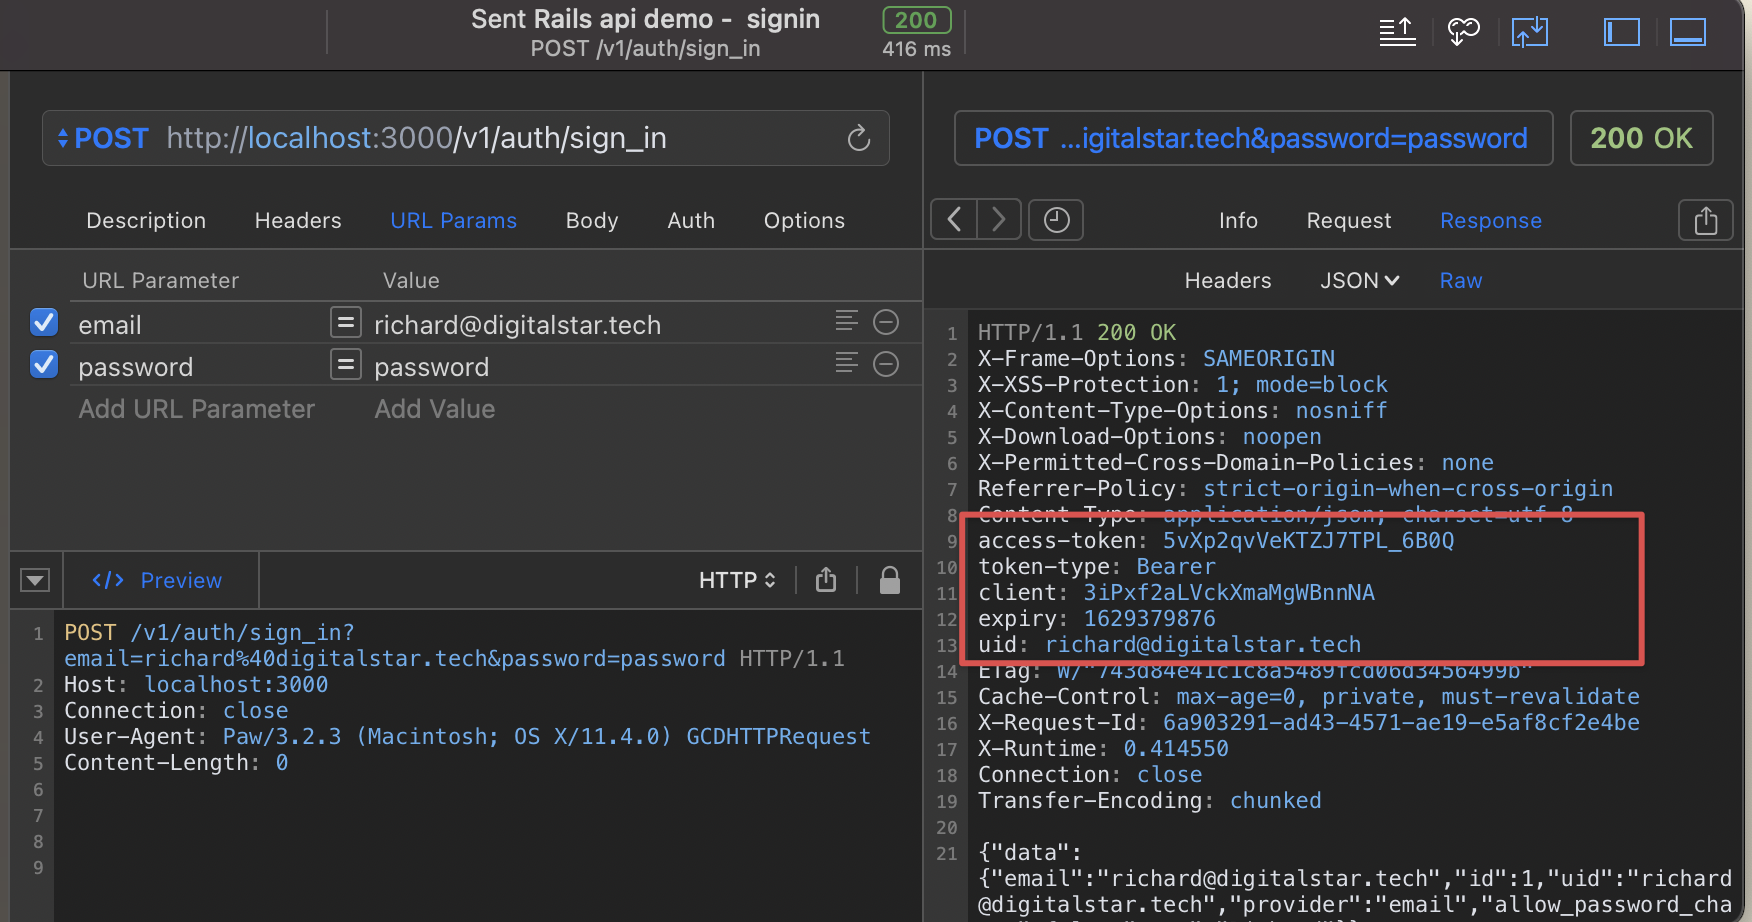 Sent Rails api demo - signin
POST /v1/auth/sign_in
200
416 ms
POST http://localhost:3000/v1/auth/sign_in
Description Headers URL Params Body Auth Options
URL Parameter Value
email = richard@digitalstar.tech
password = password
Add URL Parameter Add Value
</> Preview HTTP
1 POST /v1/auth/sign_in?
email=richard%40digitalstar.tech&password=password HTTP/1.1
2 Host: localhost:3000
3 Connection: close
4 User-Agent: Paw/3.2.3 (Macintosh; OS X/11.4.0) GCDHTTPRequest
5 Content-Length: 0
6
7
8
9
POST ...igitalstar.tech&password=password 200 OK
Info Request Response
Headers JSON Raw
1 HTTP/1.1 200 OK
2 X-Frame-Options: SAMEORIGIN
3 X-XSS-Protection: 1; mode=block
4 X-Content-Type-Options: nosniff
5 X-Download-Options: noopen
6 X-Permitted-Cross-Domain-Policies: none
7 Referrer-Policy: strict-origin-when-cross-origin
8 Content-Type: application/json; charset=utf-8
9 access-token: 5vXp2qvVeKTZJ7TPL_6B0Q
10 token-type: Bearer
11 client: 3iPxf2aLVckXmaMgWBnnNA
12 expiry: 1629379876
13 uid: richard@digitalstar.tech
14 ETag: W/"743d84e41c1c8a5489fcd06d3456499b"
15 Cache-Control: max-age=0, private, must-revalidate
16 X-Request-Id: 6a903291-ad43-4571-ae19-e5af8cf2e4be
17 X-Runtime: 0.414550
18 Connection: close
19 Transfer-Encoding: chunked
20
21 {"data":
{"email":"richard@digitalstar.tech","id":1,"uid":"richard
@digitalstar.tech","provider":"email","allow_password_cha